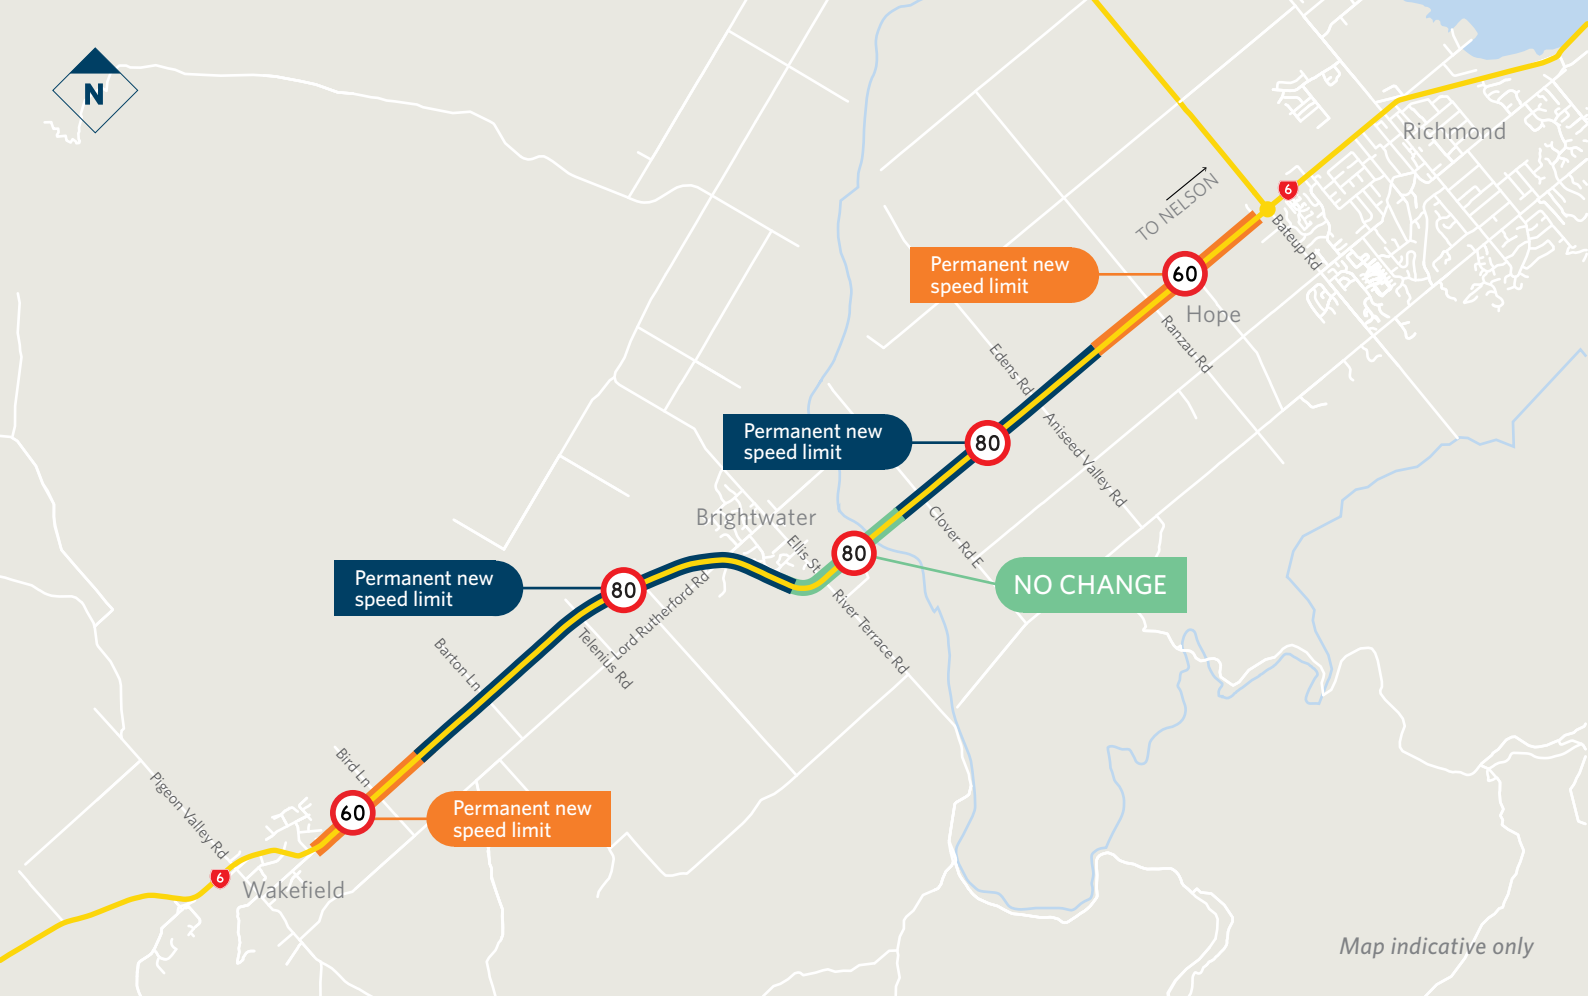 N
Richmond
6
TO NELSON
Bateup Rd
Permanent new
speed limit
60
Hope
Ranzau Rd
Edens Rd
Permanent new
speed limit
80
Aniseed Valley Rd
Brightwater
Clover Rd E
Ellis St
80
NO CHANGE
Permanent new
speed limit
80
Lord Rutherford Rd
River Terrace Rd
Telenius Rd
Barton Ln
Bird Ln
Pigeon Valley Rd
60
Permanent new
speed limit
6
Wakefield
Map indicative only